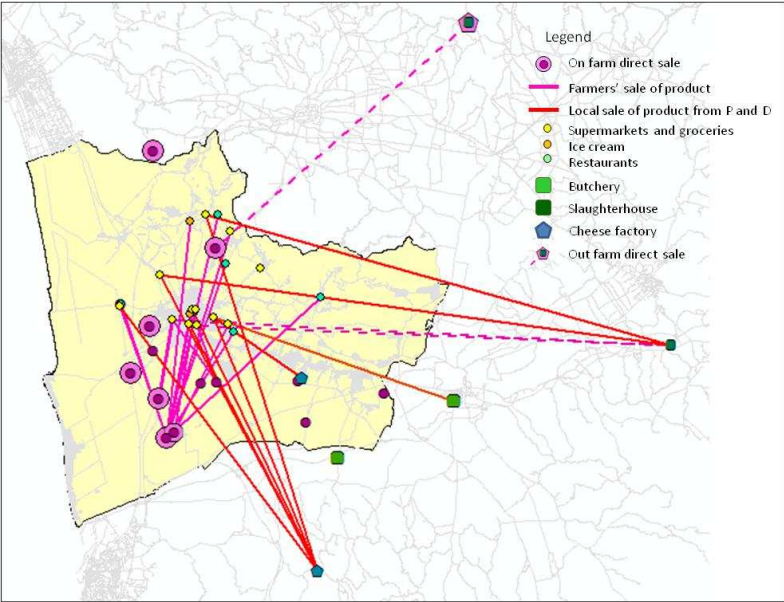 Legend
On farm direct sale
Farmers' sale of product
Local sale of product from P and D
Supermarkets and groceries
Ice cream
Restaurants
Butchery
Slaughterhouse
Cheese factory
Out farm direct sale